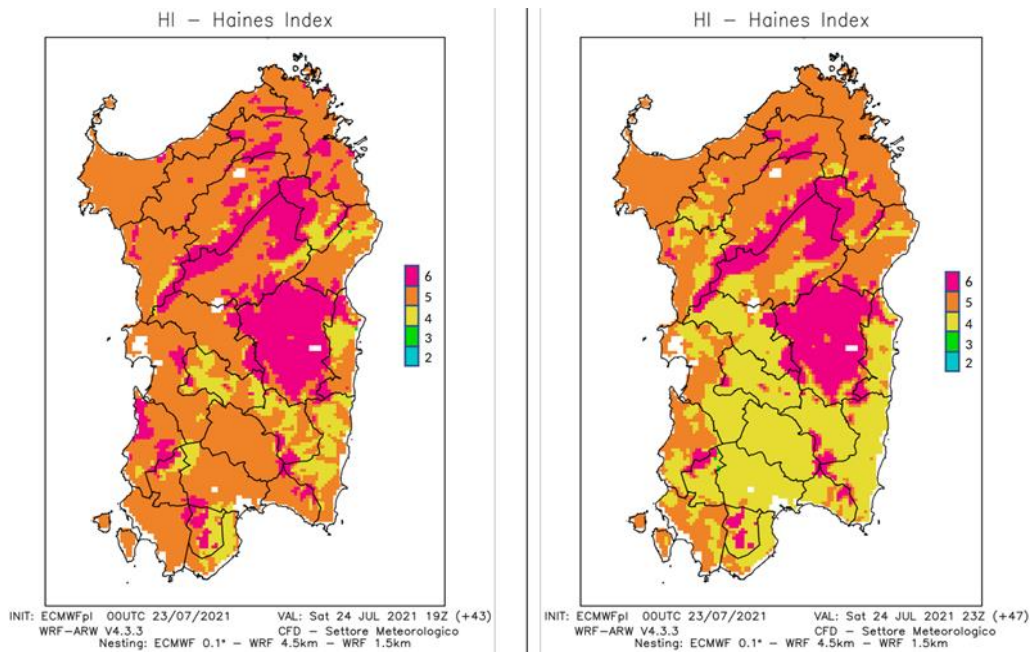 HI – Haines Index
6
5
4
3
2
INIT: ECMWFpl 00UTC 23/07/2021 VAL: Sat 24 JUL 2021 19Z (+43)
WRF-ARW V4.3.3 CFD – Settore Meteorologico
Nesting: ECMWF 0.1° – WRF 4.5km – WRF 1.5km
HI – Haines Index
6
5
4
3
2
INIT: ECMWFpl 00UTC 23/07/2021 VAL: Sat 24 JUL 2021 23Z (+47)
WRF-ARW V4.3.3 CFD – Settore Meteorologico
Nesting: ECMWF 0.1° – WRF 4.5km – WRF 1.5km